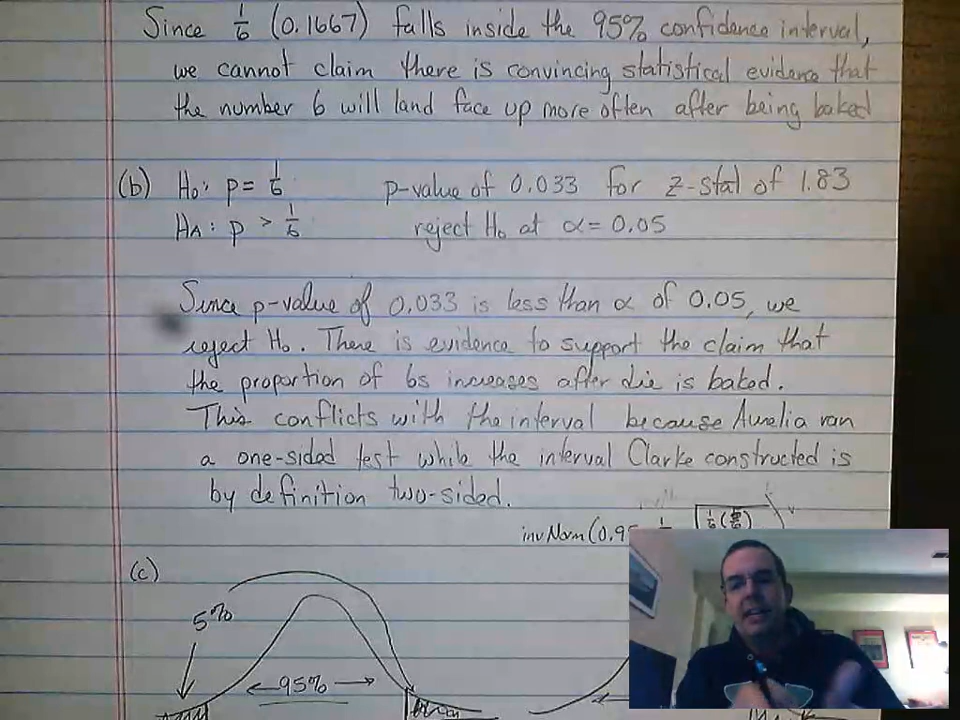 Since 1/6 (0.1667) falls inside the 95% confidence interval,
we cannot claim there is convincing statistical evidence that
the number 6 will land face up more often after being baked
(b) H₀: p = 1/6 p-value of 0.033 for z-stat of 1.83
HA: p > 1/6 reject H₀ at α = 0.05
Since p-value of 0.033 is less than α of 0.05, we
reject H₀. There is evidence to support the claim that
the proportion of 6s increases after die is baked.
This conflicts with the interval because Aurelia ran
a one-sided test while the interval Clarke constructed is
by definition two-sided.
invNorm(0.95
(c)
5%
95%